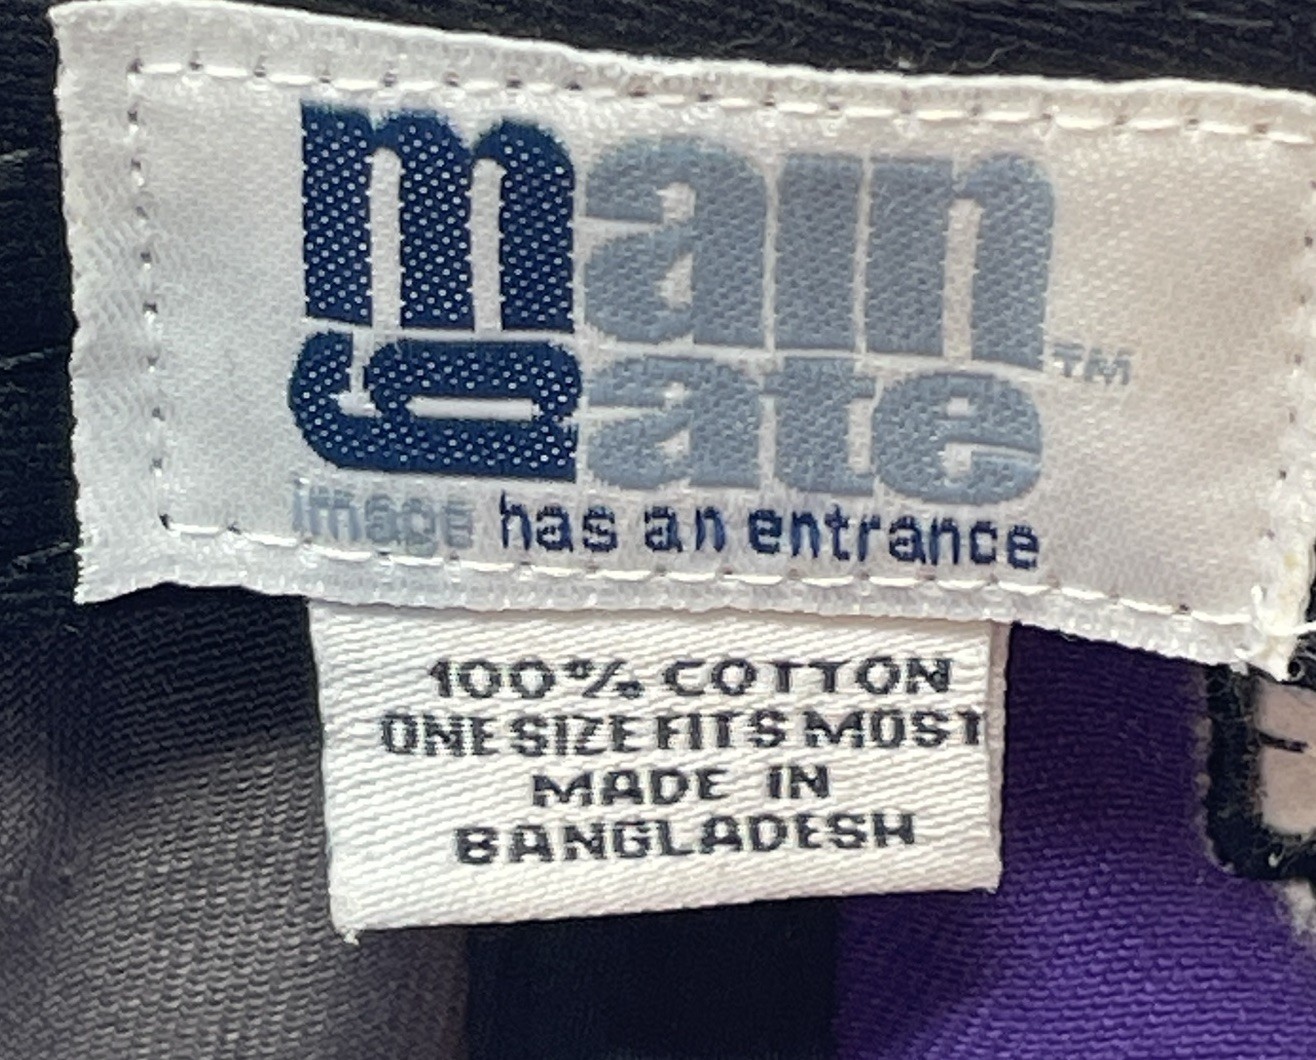 main
gate™
image has an entrance
100% COTTON
ONE SIZE FITS MOST
MADE IN
BANGLADESH